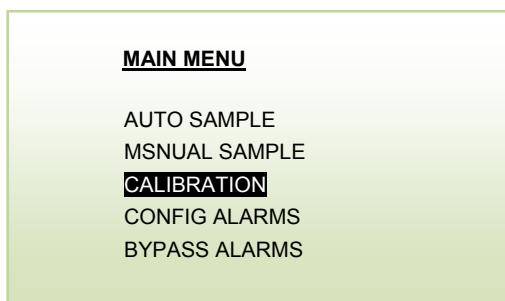 MAIN MENU
AUTO SAMPLE
MSNUAL SAMPLE
CALIBRATION
CONFIG ALARMS
BYPASS ALARMS